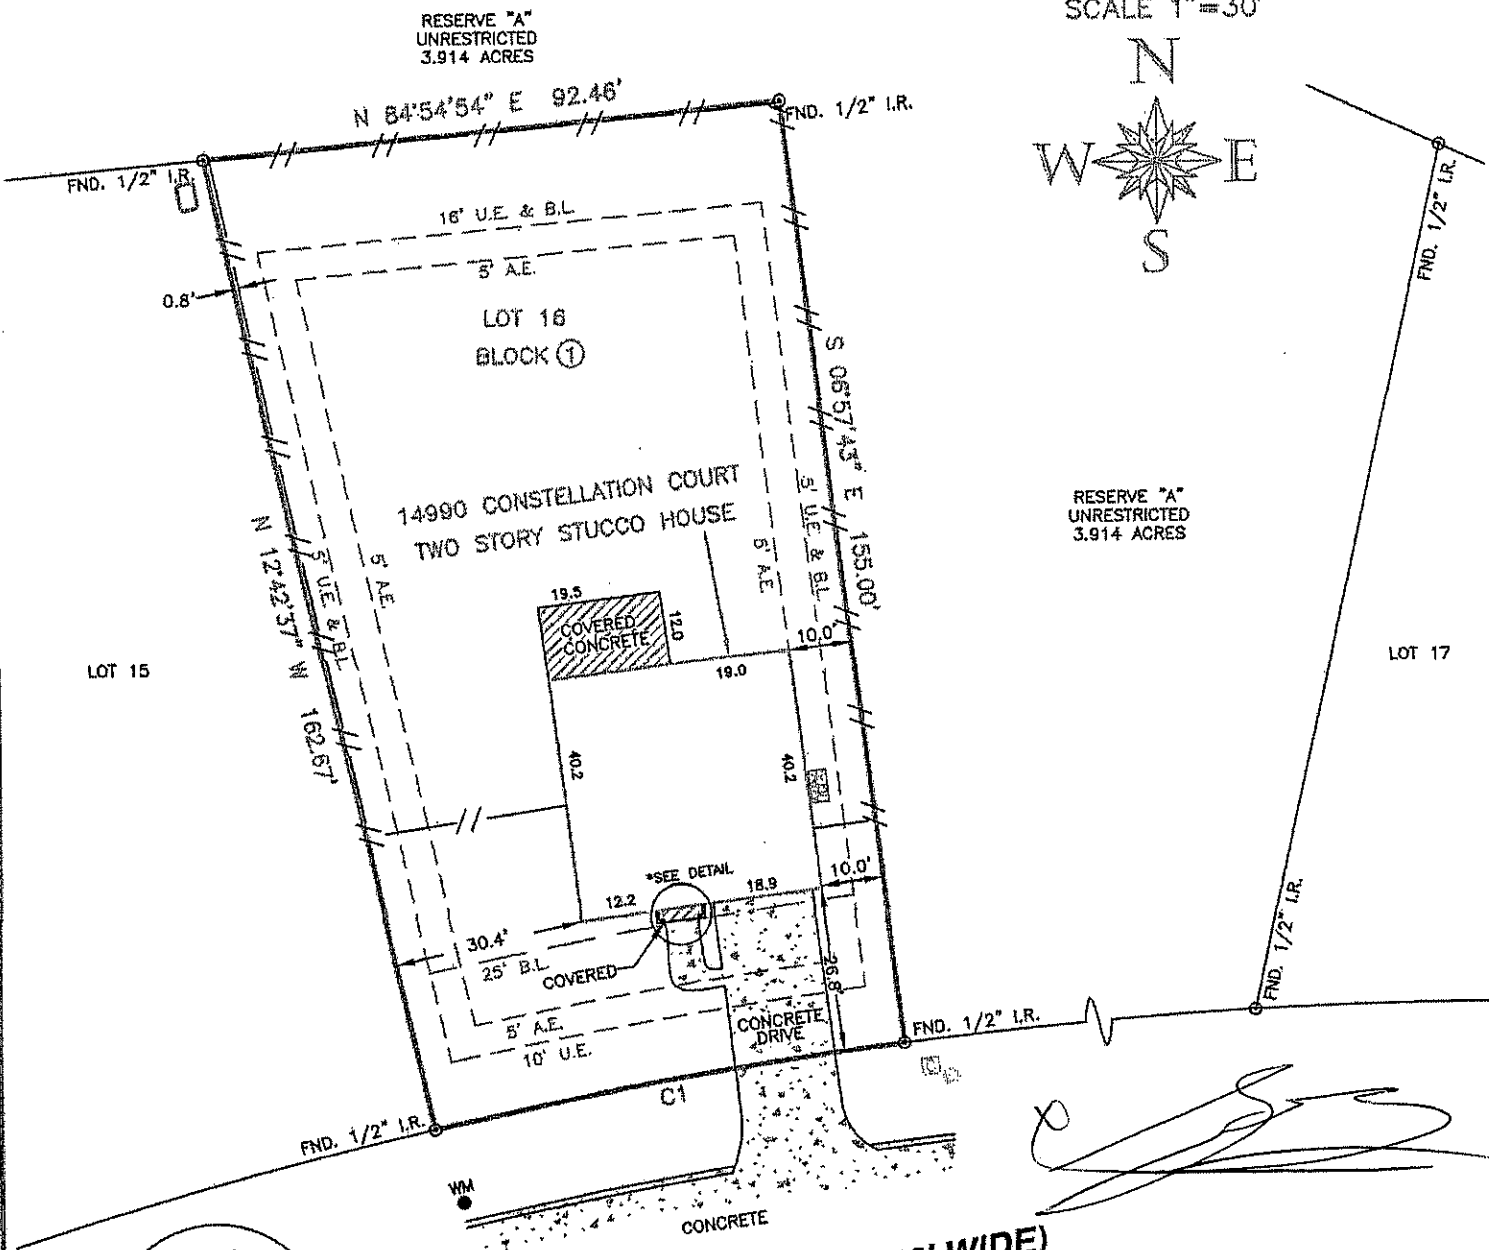 SCALE 1"=30'
RESERVE "A"
UNRESTRICTED
3.914 ACRES
N
W E
S
N 84°54'54" E 92.46'
FND. 1/2" I.R.
FND. 1/2" I.R.
FND. 1/2" I.R.
16' U.E. & B.L.
5' A.E.
0.8'
LOT 16
BLOCK 1
S 06°57'43" E 155.00'
14990 CONSTELLATION COURT
TWO STORY STUCCO HOUSE
RESERVE "A"
UNRESTRICTED
3.914 ACRES
N 12°42'37" W 162.67'
5' U.E. & B.L.
5' A.E.
5' A.E.
5' U.E. & B.L.
19.5
COVERED
CONCRETE
12.0
10.0'
19.0
LOT 15
LOT 17
40.2
40.2
*SEE DETAIL
10.0'
12.2
18.9
30.4'
25' B.L.
COVERED
26.8'
5' A.E.
10' U.E.
CONCRETE
DRIVE
FND. 1/2" I.R.
FND. 1/2" I.R.
C1
FND. 1/2" I.R.
WM
CONCRETE
WIDE)